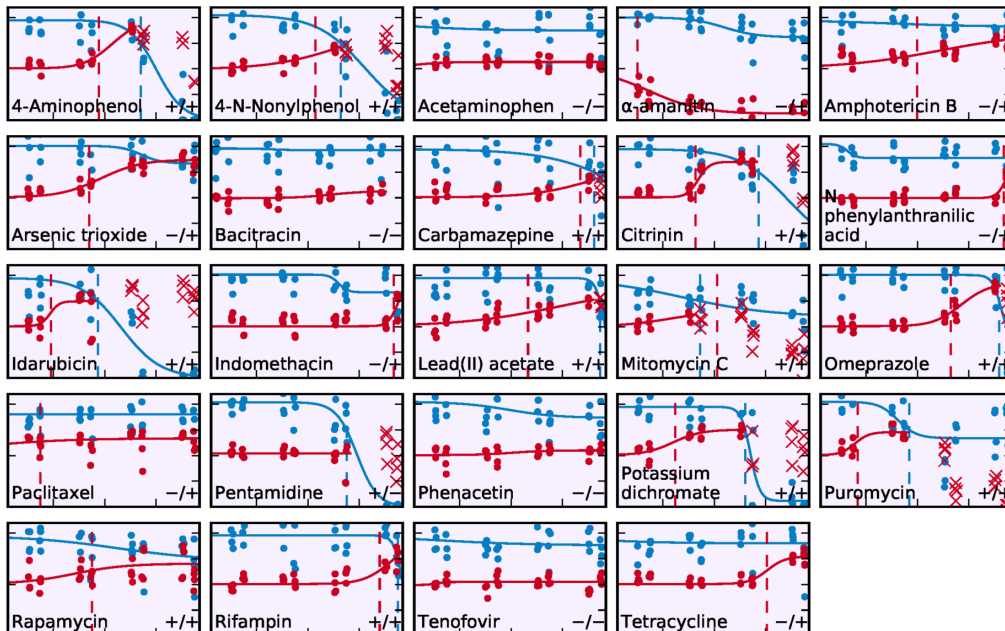 4-Aminophenol +/+
4-N-Nonylphenol +/+
Acetaminophen −/−
α-amanitin −/+
Amphotericin B −/+
Arsenic trioxide −/+
Bacitracin −/−
Carbamazepine +/+
Citrinin +/+
N
phenylanthranilic
acid −/+
Idarubicin +/+
Indomethacin −/+
Lead(II) acetate +/+
Mitomycin C +/+
Omeprazole +/+
Paclitaxel −/+
Pentamidine +/−
Phenacetin −/−
Potassium
dichromate +/+
Puromycin +/+
Rapamycin −/+
Rifampin +/+
Tenofovir −/−
Tetracycline −/+